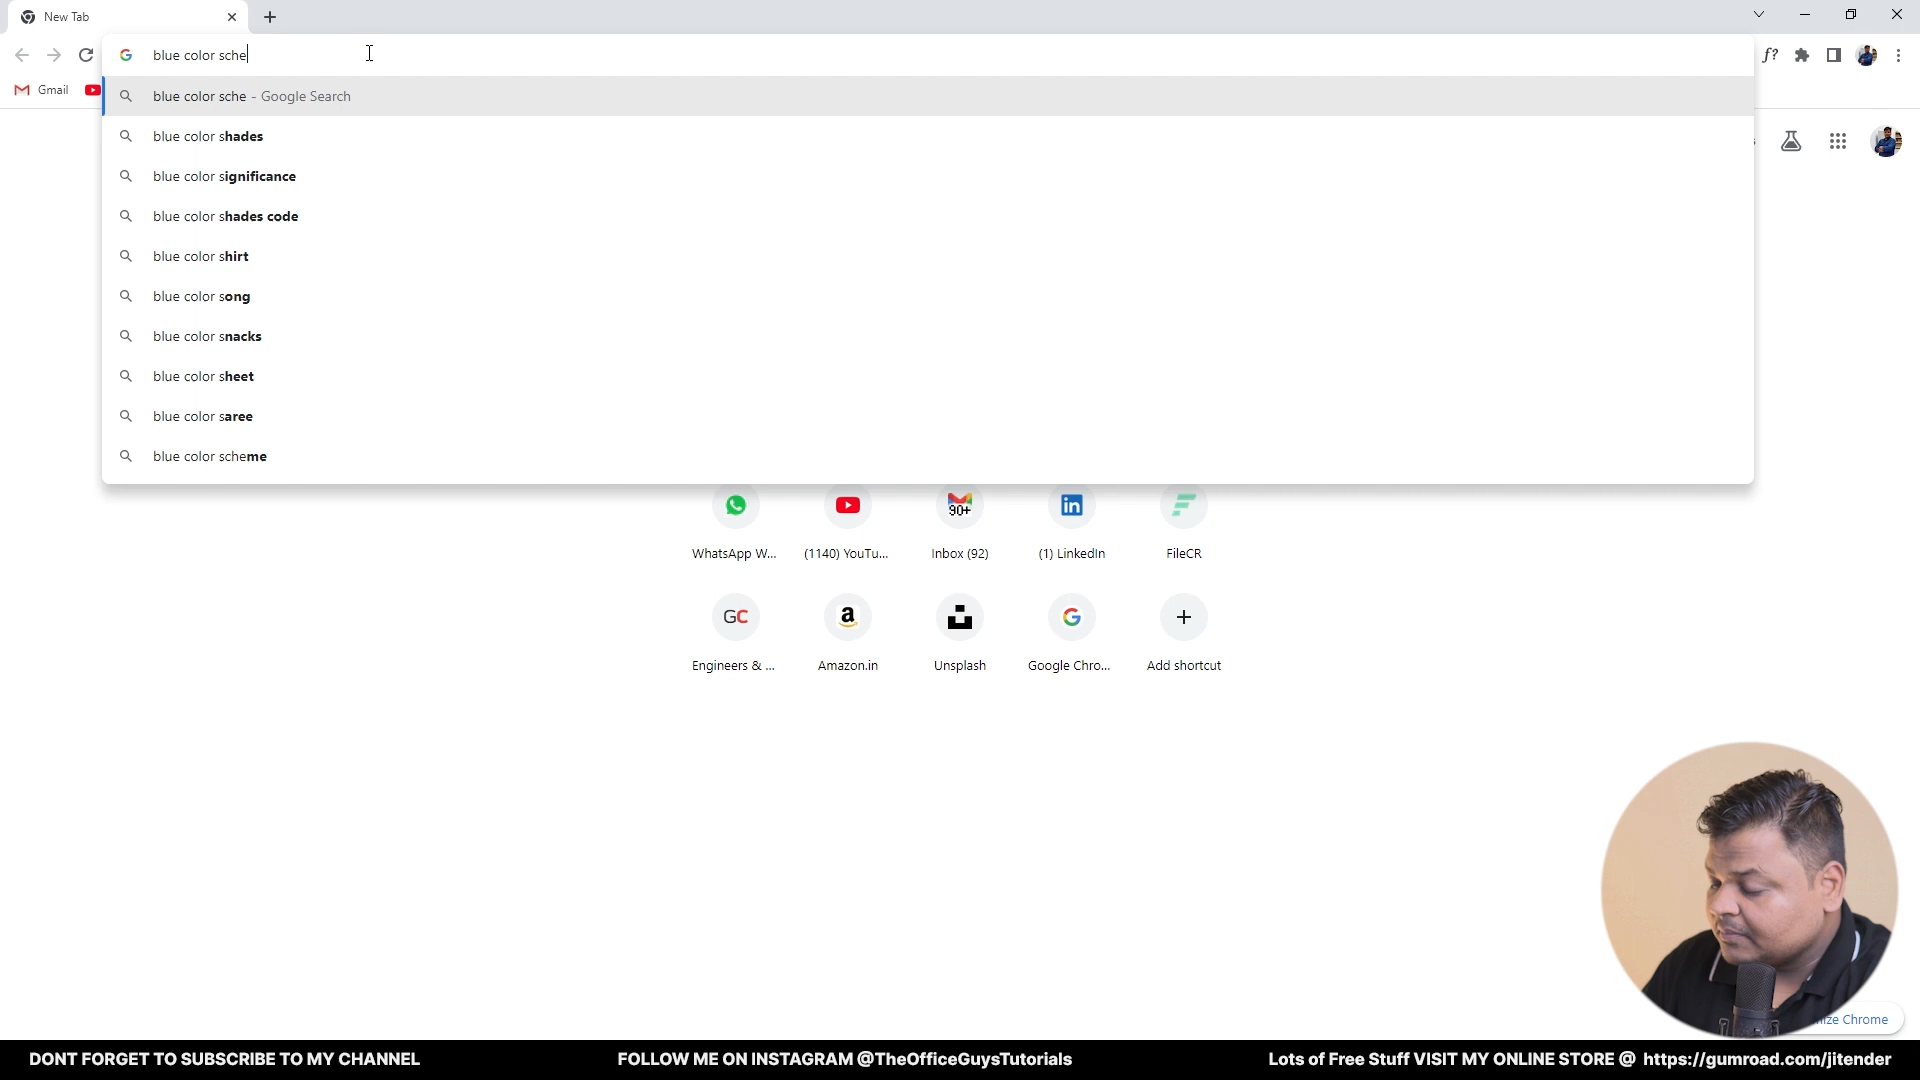 New Tab
blue color sche
f?
Gmail
blue color sche - Google Search
blue color shades
blue color significance
blue color shades code
blue color shirt
blue color song
blue color snacks
blue color sheet
blue color saree
blue color scheme
90+
WhatsApp W... (1140) YouTu... Inbox (92) (1) LinkedIn FileCR
GC
Engineers & ... Amazon.in Unsplash Google Chro... Add shortcut
ize Chrome
DONT FORGET TO SUBSCRIBE TO MY CHANNEL FOLLOW ME ON INSTAGRAM @TheOfficeGuysTutorials Lots of Free Stuff VISIT MY ONLINE STORE @ https://gumroad.com/jitender